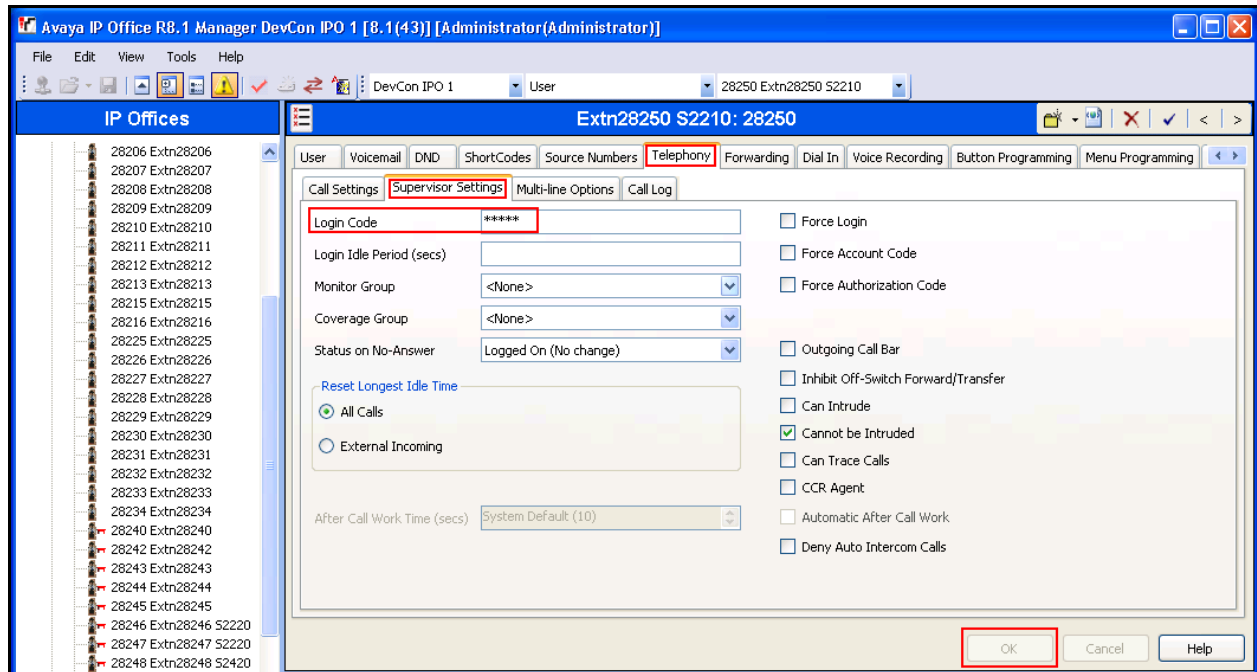 Avaya IP Office R8.1 Manager DevCon IPO 1 [8.1(43)] [Administrator(Administrator)]
File Edit View Tools Help
DevCon IPO 1 User 28250 Extn28250 S2210
IP Offices
28206 Extn28206
28207 Extn28207
28208 Extn28208
28209 Extn28209
28210 Extn28210
28211 Extn28211
28212 Extn28212
28213 Extn28213
28215 Extn28215
28216 Extn28216
28225 Extn28225
28226 Extn28226
28227 Extn28227
28228 Extn28228
28229 Extn28229
28230 Extn28230
28231 Extn28231
28232 Extn28232
28233 Extn28233
28234 Extn28234
28240 Extn28240
28242 Extn28242
28243 Extn28243
28244 Extn28244
28245 Extn28245
28246 Extn28246 S2220
28247 Extn28247 S2220
28248 Extn28248 S2420
Extn28250 S2210: 28250
User Voicemail DND ShortCodes Source Numbers Telephony Forwarding Dial In Voice Recording Button Programming Menu Programming
Call Settings Supervisor Settings Multi-line Options Call Log
Login Code *****
Login Idle Period (secs)
Monitor Group <None>
Coverage Group <None>
Status on No-Answer Logged On (No change)
Reset Longest Idle Time
All Calls
External Incoming
After Call Work Time (secs) System Default (10)
Force Login
Force Account Code
Force Authorization Code
Outgoing Call Bar
Inhibit Off-Switch Forward/Transfer
Can Intrude
Cannot be Intruded
Can Trace Calls
CCR Agent
Automatic After Call Work
Deny Auto Intercom Calls
OK Cancel Help